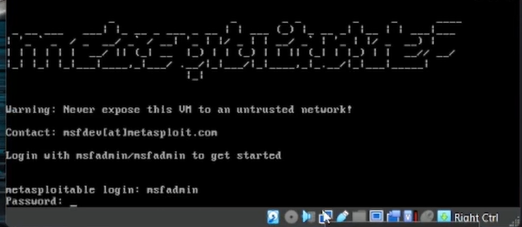 metasploitable2
Warning: Never expose this VM to an untrusted network!
Contact: msfdev[at]metasploit.com
Login with msfadmin/msfadmin to get started
metasploitable login: msfadmin
Password: _
Right Ctrl